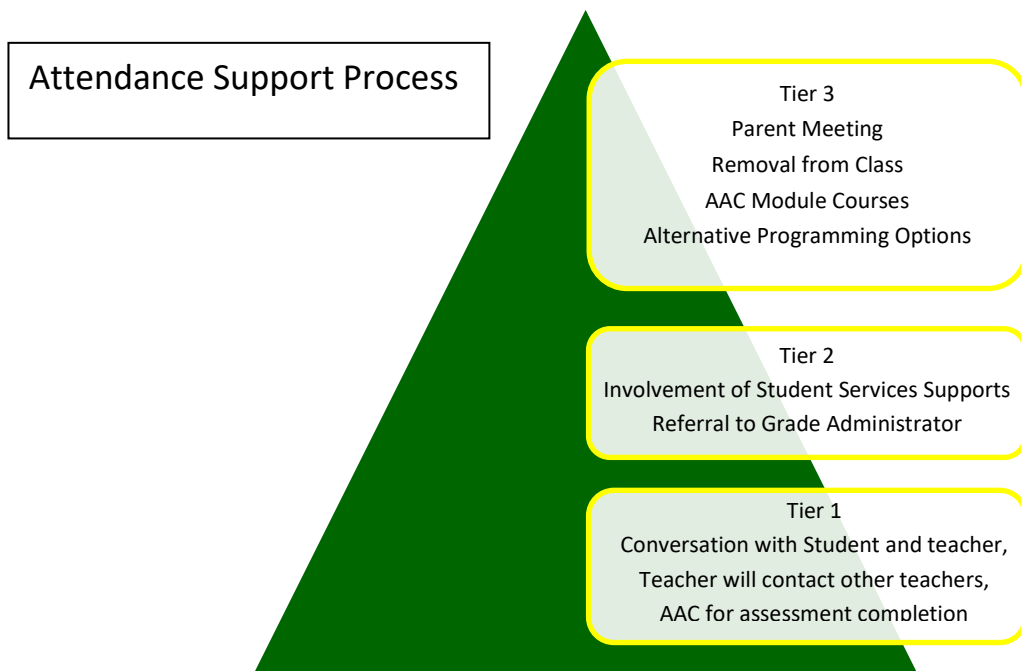 Attendance Support Process
Tier 3
Parent Meeting
Removal from Class
AAC Module Courses
Alternative Programming Options
Tier 2
Involvement of Student Services Supports
Referral to Grade Administrator
Tier 1
Conversation with Student and teacher,
Teacher will contact other teachers,
AAC for assessment completion